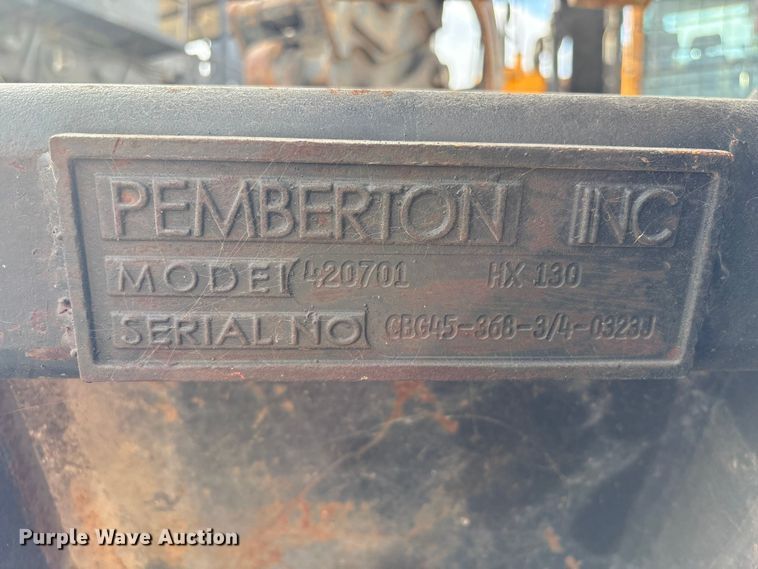 PEMBERTON INC
MODEL 420701 HX 130
SERIAL NO CBG45-368-3/4-0323J
Purple Wave Auction